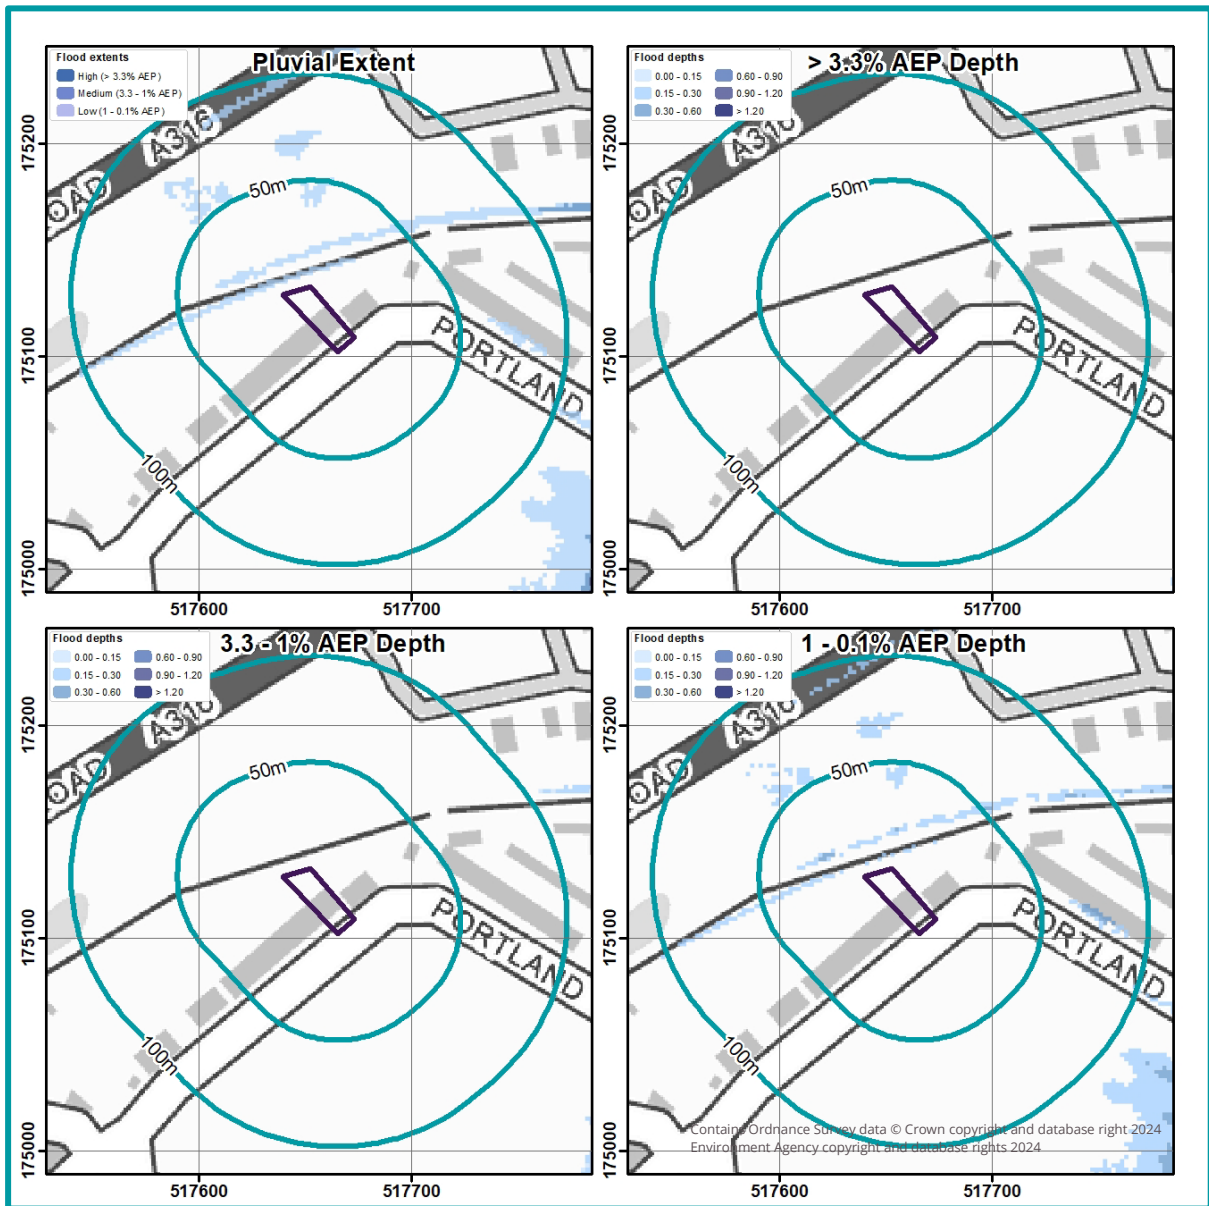 Pluvial Extent
Flood extents
High (> 3.3% AEP)
Medium (3.3 - 1% AEP)
Low (1 - 0.1% AEP)
A316
OAD
50m
100m
PORTLAND
175200
175100
175000
517600
517700
> 3.3% AEP Depth
Flood depths
0.00 - 0.15
0.15 - 0.30
0.30 - 0.60
0.60 - 0.90
0.90 - 1.20
> 1.20
A316
OAD
50m
100m
PORTLAND
175200
175100
175000
517600
517700
3.3 - 1% AEP Depth
Flood depths
0.00 - 0.15
0.15 - 0.30
0.30 - 0.60
0.60 - 0.90
0.90 - 1.20
> 1.20
A316
OAD
50m
100m
PORTLAND
175200
175100
175000
517600
517700
1 - 0.1% AEP Depth
Flood depths
0.00 - 0.15
0.15 - 0.30
0.30 - 0.60
0.60 - 0.90
0.90 - 1.20
> 1.20
A316
OAD
50m
100m
PORTLAND
175200
175100
175000
517600
517700
Contains Ordnance Survey data © Crown copyright and database right 2024
Environment Agency copyright and database rights 2024